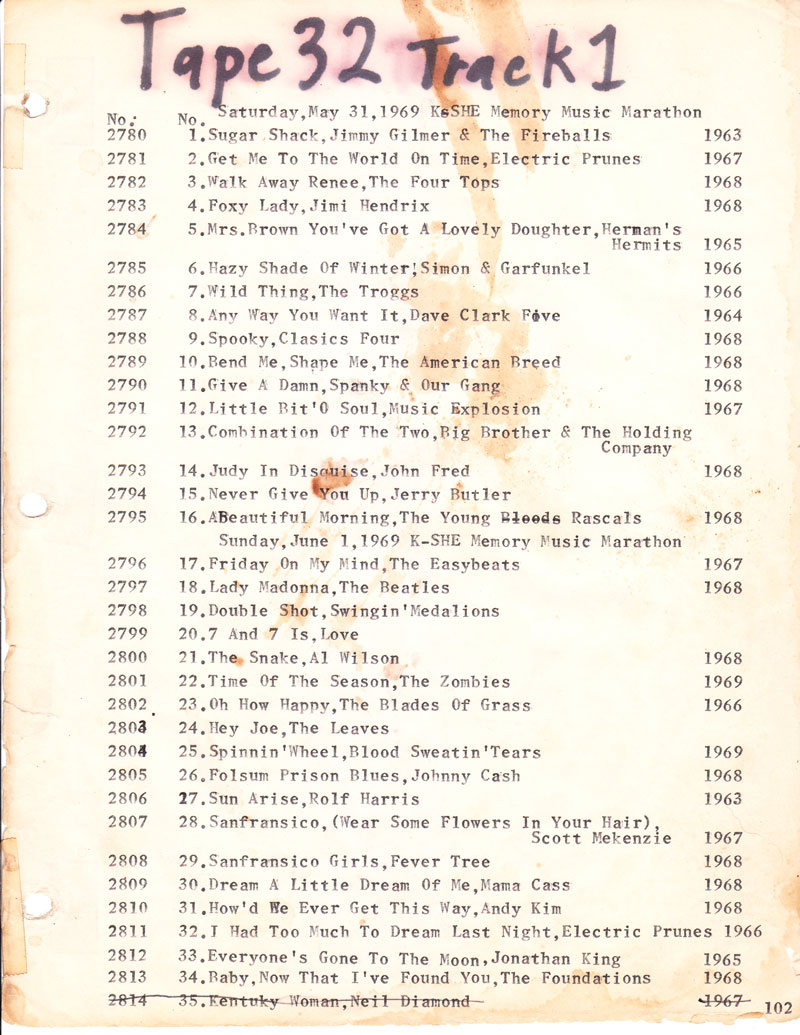 Tape 32 Track 1
Saturday,May 31,1969 KsSHE Memory Music Marathon
No. No.
2780 1.Sugar Shack,Jimmy Gilmer & The Fireballs 1963
2781 2.Get Me To The World On Time,Electric Prunes 1967
2782 3.Walk Away Renee,The Four Tops 1968
2783 4.Foxy Lady,Jimi Hendrix 1968
2784 5.Mrs.Brown You've Got A Lovely Doughter,Herman's
Hermits 1965
2785 6.Hazy Shade Of Winter,Simon & Garfunkel 1966
2786 7.Wild Thing,The Troggs 1966
2787 8.Any Way You Want It,Dave Clark Five 1964
2788 9.Spooky,Clasics Four 1968
2789 10.Bend Me,Shape Me,The American Breed 1968
2790 11.Give A Damn,Spanky & Our Gang 1968
2791 12.Little Bit'O Soul,Music Explosion 1967
2792 13.Combination Of The Two,Big Brother & The Holding
Company
2793 14.Judy In Disguise,John Fred 1968
2794 15.Never Give You Up,Jerry Butler
2795 16.ABeautiful Morning,The Young Bloods Rascals 1968
Sunday,June 1,1969 K-SHE Memory Music Marathon
2796 17.Friday On My Mind,The Easybeats 1967
2797 18.Lady Madonna,The Beatles 1968
2798 19.Double Shot,Swingin'Medalions
2799 20.7 And 7 Is,Love
2800 21.The Snake,Al Wilson 1968
2801 22.Time Of The Season,The Zombies 1969
2802 23.Oh How Happy,The Blades Of Grass 1966
2803 24.Hey Joe,The Leaves
2804 25.Spinnin'Wheel,Blood Sweatin'Tears 1969
2805 26.Folsum Prison Blues,Johnny Cash 1968
2806 27.Sun Arise,Rolf Harris 1963
2807 28.Sanfransico,(Wear Some Flowers In Your Hair),
Scott Mekenzie 1967
2808 29.Sanfransico Girls,Fever Tree 1968
2809 30.Dream A Little Dream Of Me,Mama Cass 1968
2810 31.How'd We Ever Get This Way,Andy Kim 1968
2811 32.I Had Too Much To Dream Last Night,Electric Prunes 1966
2812 33.Everyone's Gone To The Moon,Jonathan King 1965
2813 34.Baby,Now That I've Found You,The Foundations 1968
2814 35.Kentuky Woman,Neil Diamond 1967
102